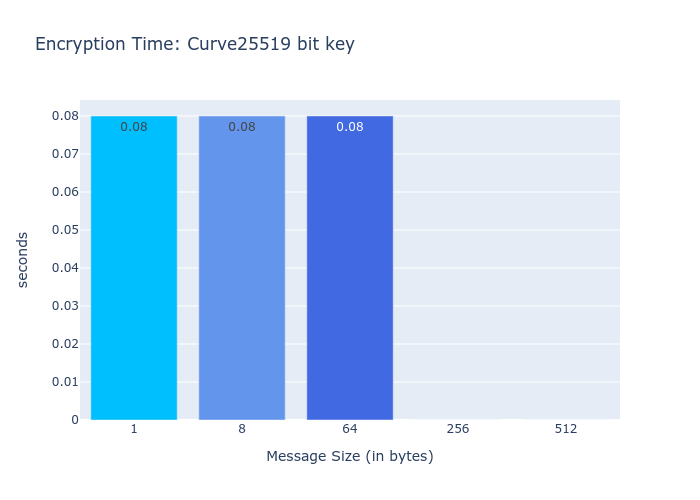 Encryption Time: Curve25519 bit key
0.08
0.07
0.06
0.05
0.04
0.03
0.02
0.01
0
seconds
0.08 0.08 0.08
1 8 64 256 512
Message Size (in bytes)